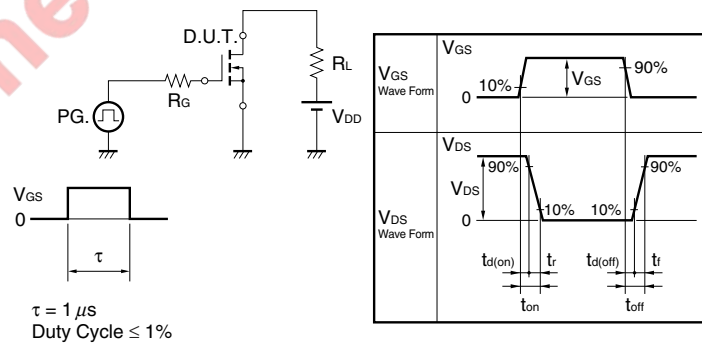 ne
D.U.T.
RL
RG
PG.
VDD
VGS
0
τ
τ = 1 μs
Duty Cycle ≤ 1%
VGS
Wave Form
VGS
10%
0
VGS
90%
VDS
Wave Form
VDS
90%
VDS
0
10%
10%
90%
td(on)
tr
td(off)
tf
ton
toff